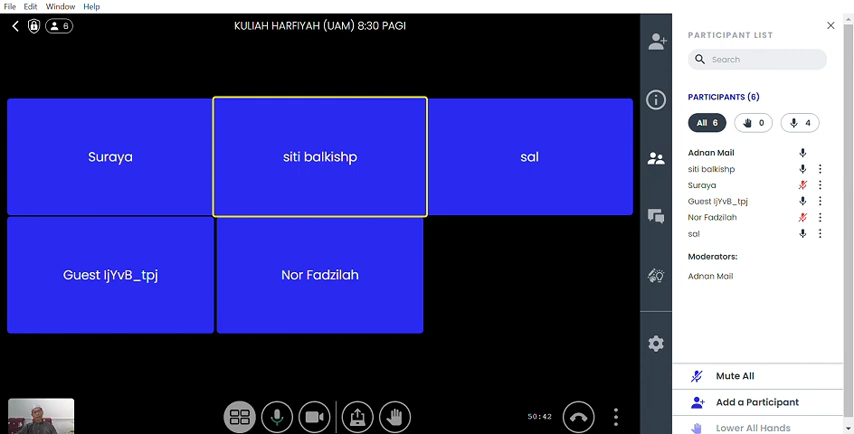 File Edit Window Help
6
KULIAH HARFIYAH (UAM) 8:30 PAGI
Suraya
siti balkishp
sal
Guest IjYvB_tpj
Nor Fadzilah
50:42
PARTICIPANT LIST
Search
PARTICIPANTS (6)
All 6 0 4
Adnan Mail
siti balkishp
Suraya
Guest IjYvB_tpj
Nor Fadzilah
sal
Moderators:
Adnan Mail
Mute All
Add a Participant
Lower All Hands